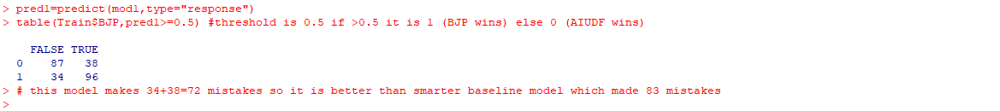 > pred1=predict(mod1,type="response")
> table(Train$BJP,pred1>=0.5) #threshold is 0.5 if >0.5 it is 1 (BJP wins) else 0 (AIUDF wins)
FALSE TRUE
0 87 38
1 34 96
> # this model makes 34+38=72 mistakes so it is better than smarter baseline model which made 83 mistakes
>